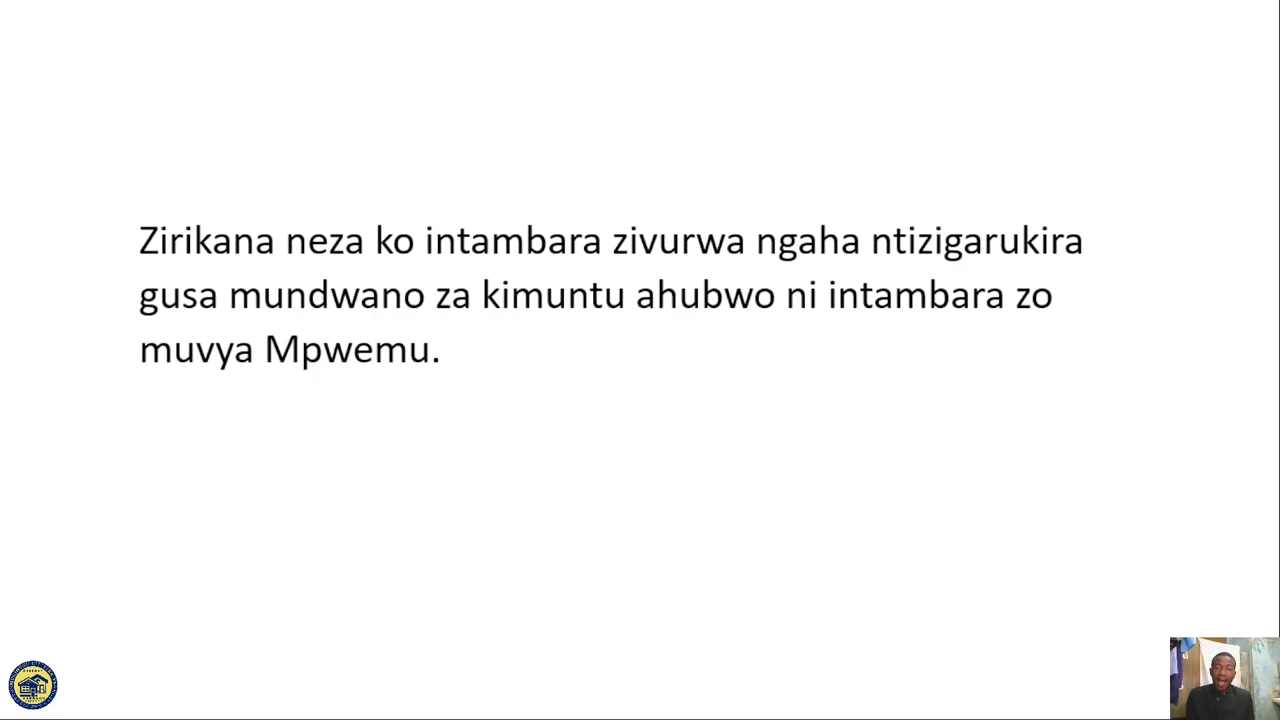 Zirikana neza ko intambara zivurwa ngaha ntizigarukira
gusa mundwano za kimuntu ahubwo ni intambara zo
muvya Mpwemu.